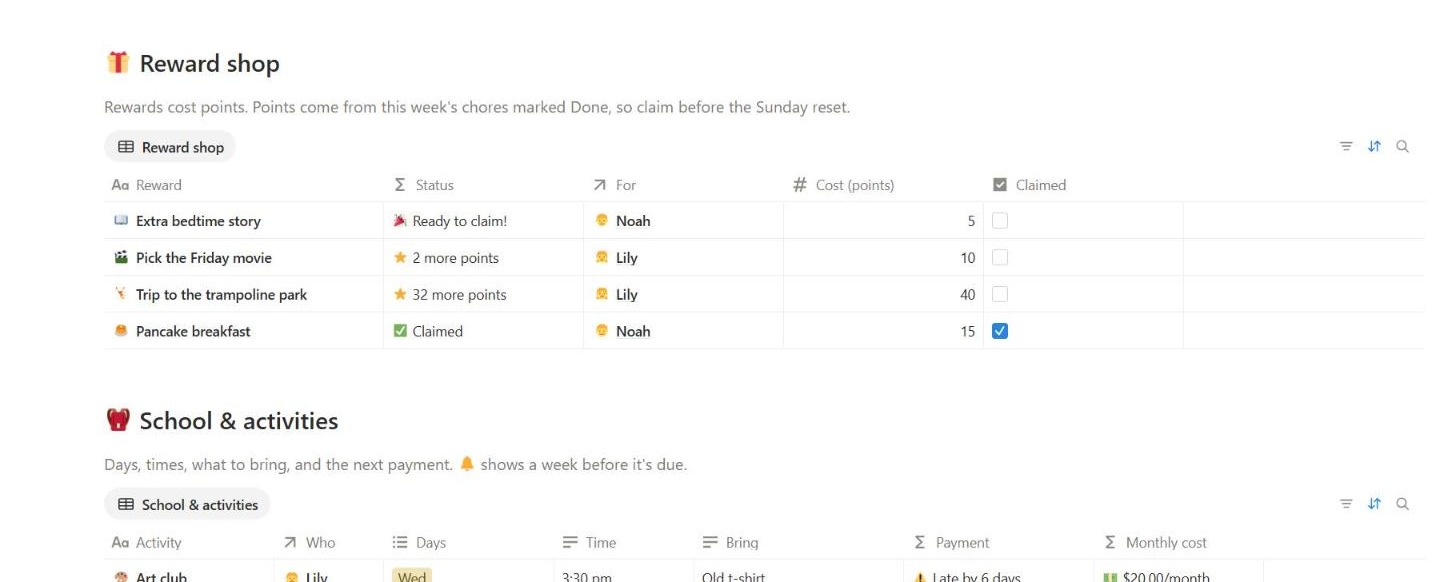 Reward shop
Rewards cost points. Points come from this week's chores marked Done, so claim before the Sunday reset.
Reward shop
Aa Reward Σ Status For # Cost (points) Claimed
Extra bedtime story Ready to claim! Noah 5
Pick the Friday movie 2 more points Lily 10
Trip to the trampoline park 32 more points Lily 40
Pancake breakfast Claimed Noah 15
School & activities
Days, times, what to bring, and the next payment. 🔔 shows a week before it's due.
School & activities
Aa Activity Who Days Time Bring Σ Payment Σ Monthly cost
Art club Lily Wed 3:30 pm Old t-shirt Late by 6 days $20.00/month